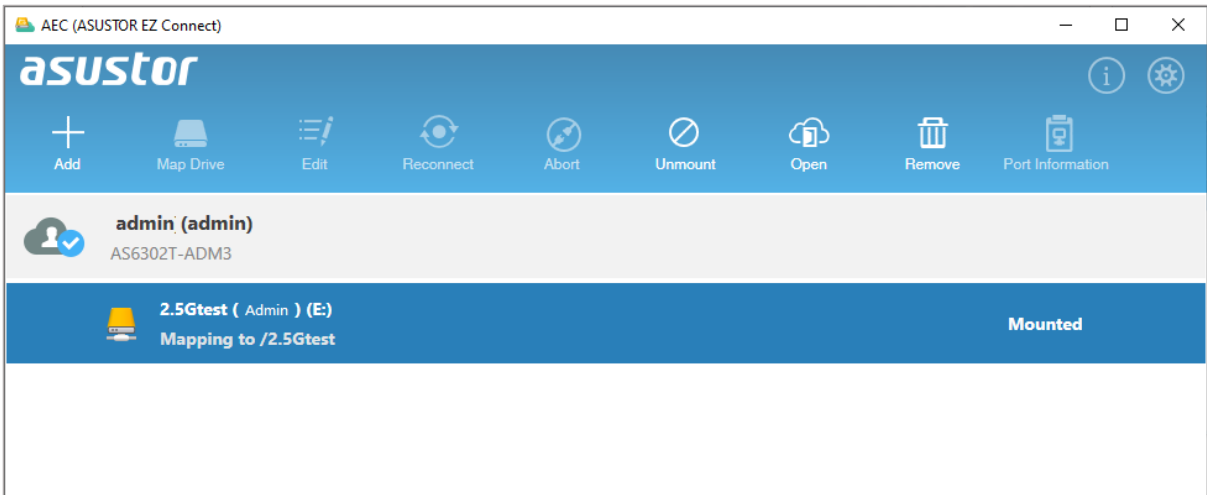 AEC (ASUSTOR EZ Connect)
asustor
Add Map Drive Edit Reconnect Abort Unmount Open Remove Port Information
admin (admin)
AS6302T-ADM3
2.5Gtest ( Admin ) (E:)
Mapping to /2.5Gtest
Mounted